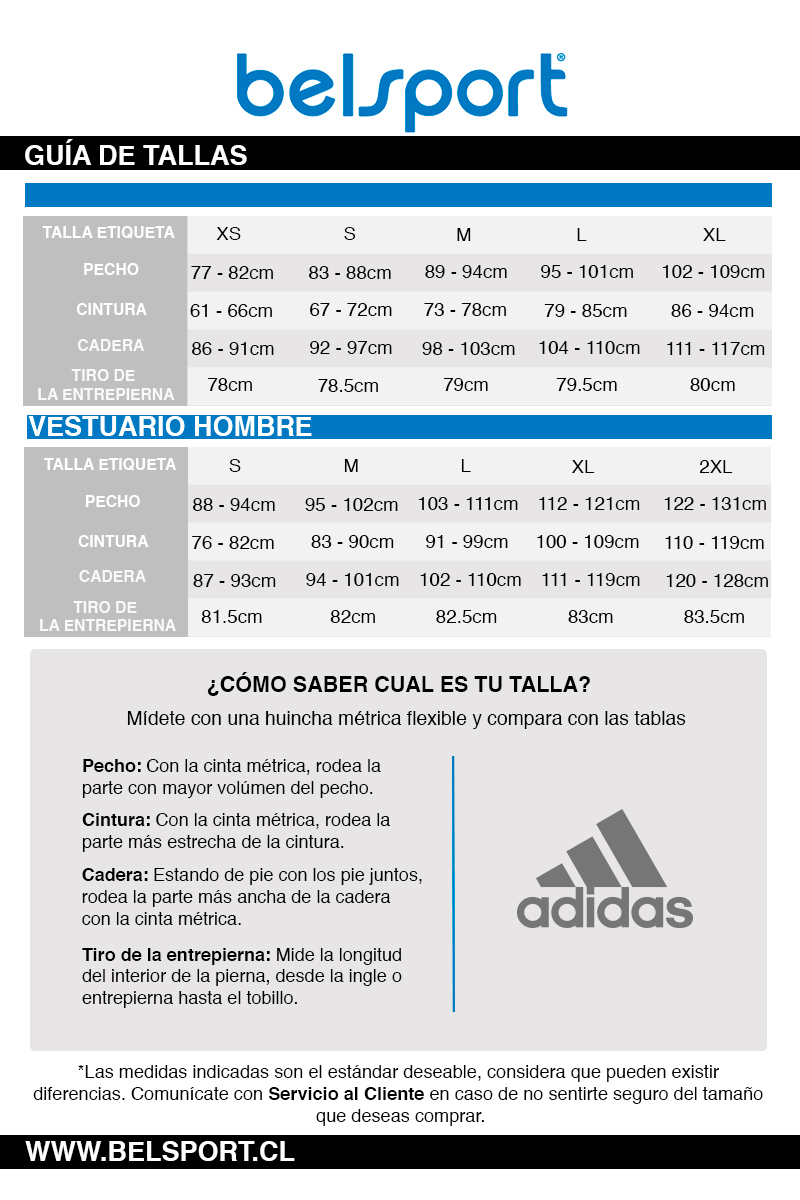 belsport®
GUÍA DE TALLAS
TALLA ETIQUETA XS S M L XL
PECHO 77 - 82cm 83 - 88cm 89 - 94cm 95 - 101cm 102 - 109cm
CINTURA 61 - 66cm 67 - 72cm 73 - 78cm 79 - 85cm 86 - 94cm
CADERA 86 - 91cm 92 - 97cm 98 - 103cm 104 - 110cm 111 - 117cm
TIRO DE
LA ENTREPIERNA 78cm 78.5cm 79cm 79.5cm 80cm
VESTUARIO HOMBRE
TALLA ETIQUETA S M L XL 2XL
PECHO 88 - 94cm 95 - 102cm 103 - 111cm 112 - 121cm 122 - 131cm
CINTURA 76 - 82cm 83 - 90cm 91 - 99cm 100 - 109cm 110 - 119cm
CADERA 87 - 93cm 94 - 101cm 102 - 110cm 111 - 119cm 120 - 128cm
TIRO DE
LA ENTREPIERNA 81.5cm 82cm 82.5cm 83cm 83.5cm
¿CÓMO SABER CUAL ES TU TALLA?
Mídete con una huincha métrica flexible y compara con las tablas
Pecho: Con la cinta métrica, rodea la
parte con mayor volúmen del pecho.
Cintura: Con la cinta métrica, rodea la
parte más estrecha de la cintura.
Cadera: Estando de pie con los pie juntos,
rodea la parte más ancha de la cadera
con la cinta métrica.
Tiro de la entrepierna: Mide la longitud
del interior de la pierna, desde la ingle o
entrepierna hasta el tobillo.
adidas
*Las medidas indicadas son el estándar deseable, considera que pueden existir
diferencias. Comunícate con Servicio al Cliente en caso de no sentirte seguro del tamaño
que deseas comprar.
WWW.BELSPORT.CL